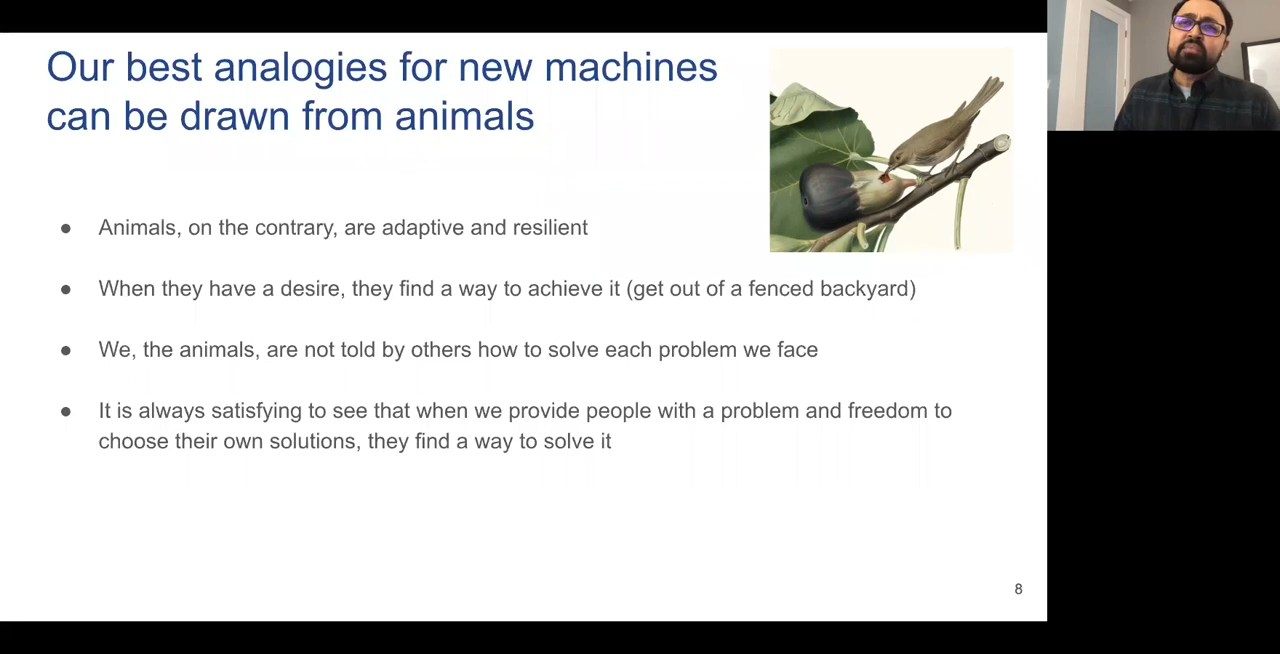 Our best analogies for new machines
can be drawn from animals
● Animals, on the contrary, are adaptive and resilient
● When they have a desire, they find a way to achieve it (get out of a fenced backyard)
● We, the animals, are not told by others how to solve each problem we face
● It is always satisfying to see that when we provide people with a problem and freedom to
choose their own solutions, they find a way to solve it
8